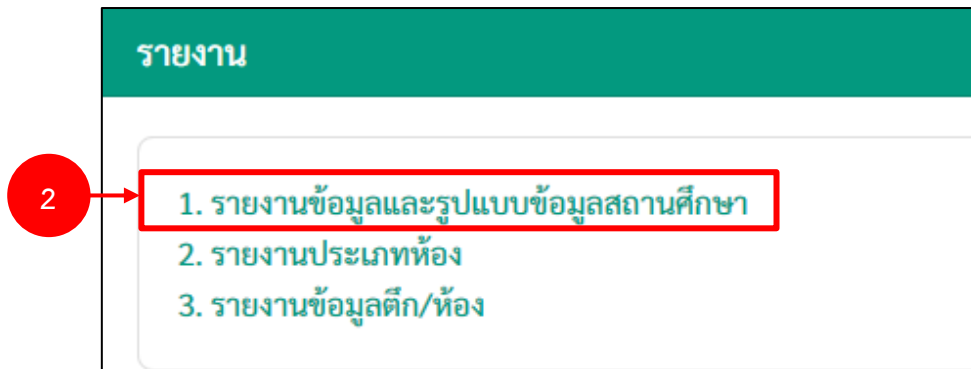 รายงาน
2
1. รายงานข้อมูลและรูปแบบข้อมูลสถานศึกษา
2. รายงานประเภทห้อง
3. รายงานข้อมูลตึก/ห้อง